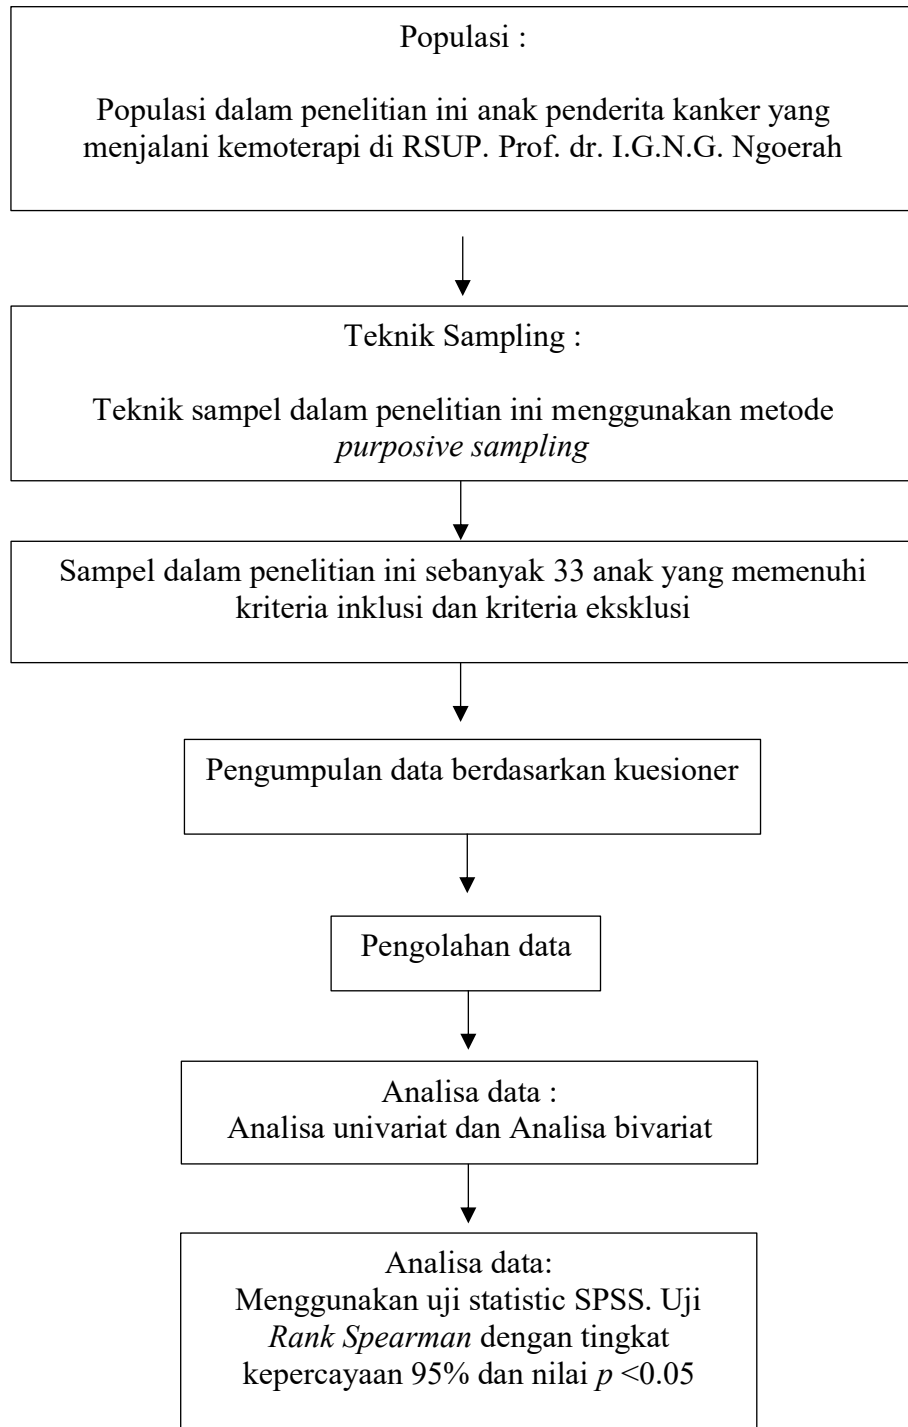 Populasi :
Populasi dalam penelitian ini anak penderita kanker yang
menjalani kemoterapi di RSUP. Prof. dr. I.G.N.G. Ngoerah
Teknik Sampling :
Teknik sampel dalam penelitian ini menggunakan metode
purposive sampling
Sampel dalam penelitian ini sebanyak 33 anak yang memenuhi
kriteria inklusi dan kriteria eksklusi
Pengumpulan data berdasarkan kuesioner
Pengolahan data
Analisa data :
Analisa univariat dan Analisa bivariat
Analisa data:
Menggunakan uji statistic SPSS. Uji
Rank Spearman dengan tingkat
kepercayaan 95% dan nilai p <0.05